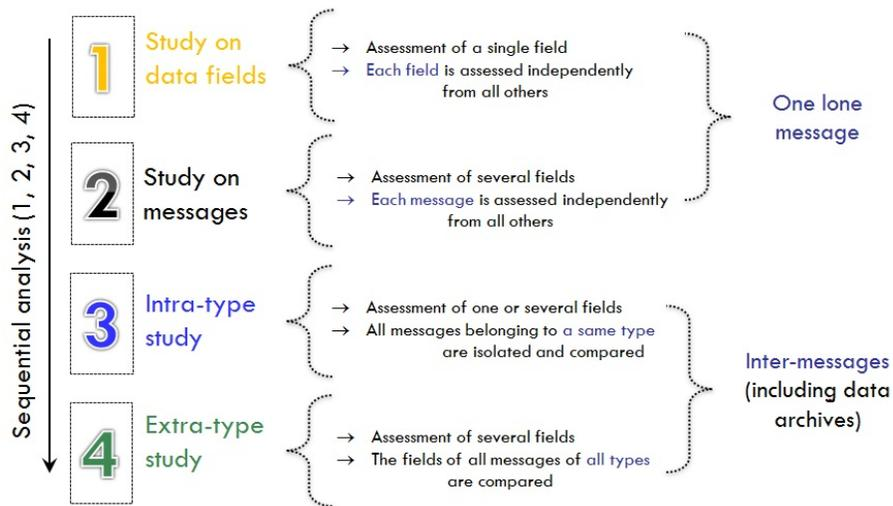 Sequential analysis (1, 2, 3, 4)
1
Study on
data fields
→ Assessment of a single field
→ Each field is assessed independently
from all others
One lone
message
2
Study on
messages
→ Assessment of several fields
→ Each message is assessed independently
from all others
3
Intra-type
study
→ Assessment of one or several fields
→ All messages belonging to a same type
are isolated and compared
Inter-messages
(including data
archives)
4
Extra-type
study
→ Assessment of several fields
→ The fields of all messages of all types
are compared